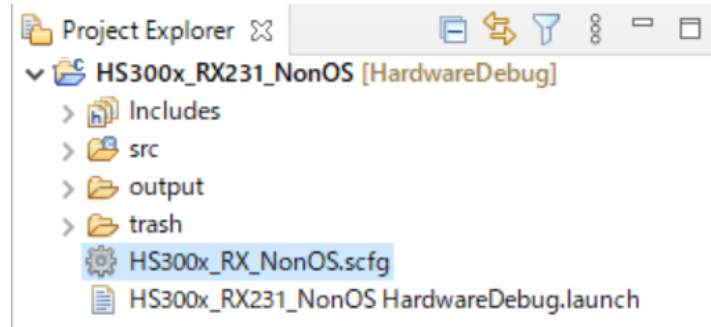 Project Explorer
HS300x_RX231_NonOS [HardwareDebug]
Includes
src
output
trash
HS300x_RX_NonOS.scfg
HS300x_RX231_NonOS HardwareDebug.launch